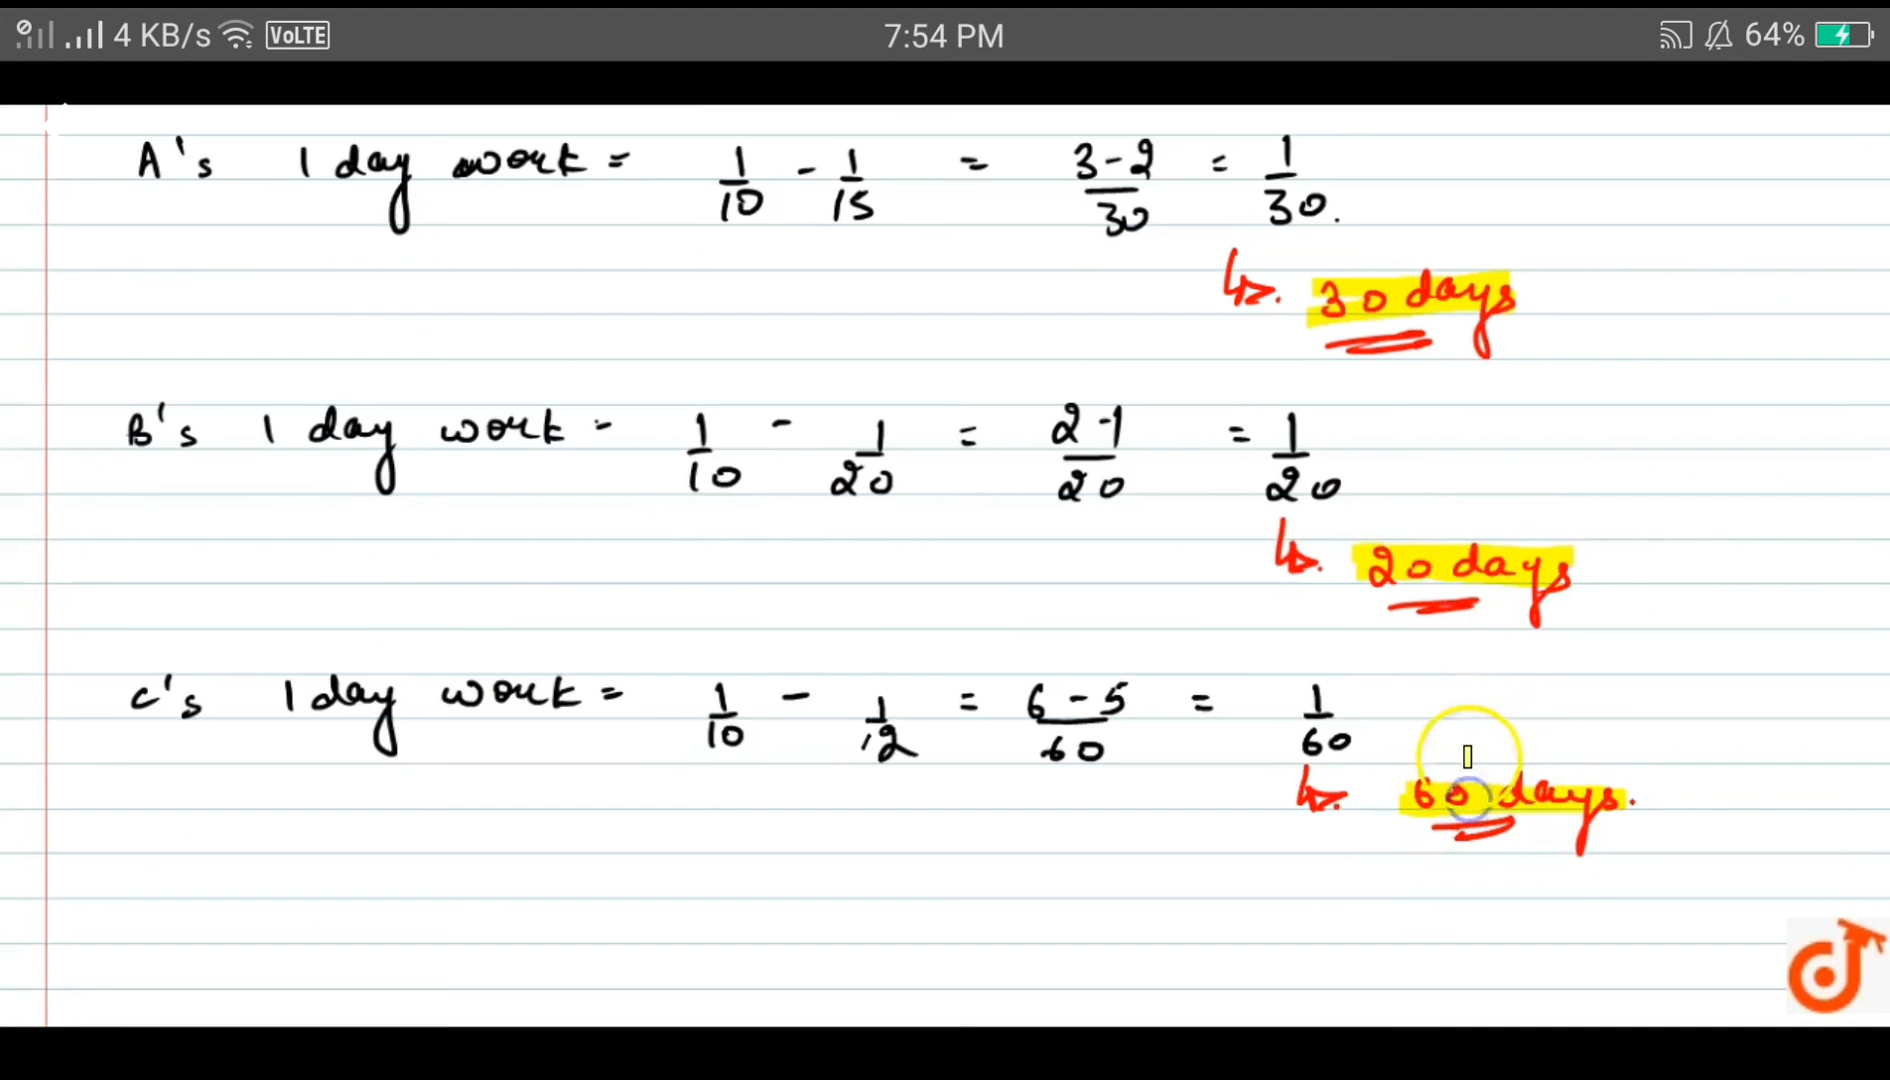 4 KB/s VoLTE 7:54 PM 64%
A's 1 day work = 1/10 - 1/15 = 3-2/30 = 1/30.
↳. 30 days
B's 1 day work - 1/10 - 1/20 = 2-1/20 = 1/20
↳. 20 days
C's 1 day work = 1/10 - 1/12 = 6-5/60 = 1/60
↳. 60 days.